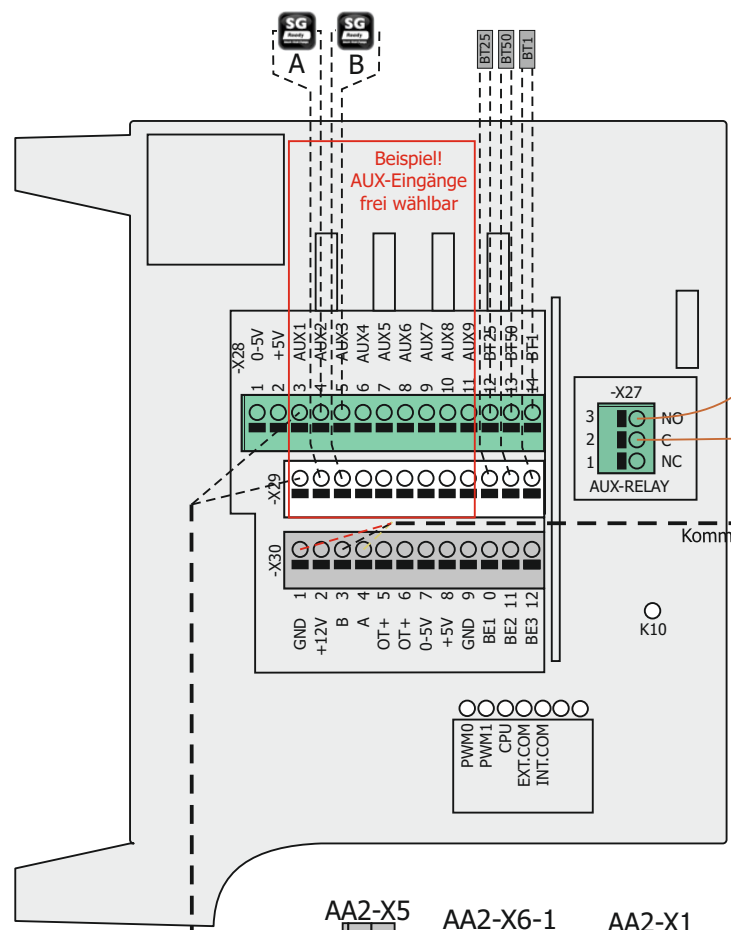 SG
Ready
SG
Ready
A
B
BT25
BT50
BT1
Beispiel!
AUX-Eingänge
frei wählbar
-X28
0-5V
+5V
AUX1
AUX2
AUX3
AUX4
AUX5
AUX6
AUX7
AUX8
AUX9
BT25
BT50
BT1
1
2
3
4
5
6
7
8
9
10
11
12
13
14
-X27
3 NO
2 C
1 NC
AUX-RELAY
-X29
Komm
-X30
1
2
3
4
5
6
7
8
9
0
11
12
GND
+12V
B
A
OT+
OT+
0-5V
+5V
GND
BE1
BE2
BE3
K10
PWM0
PWM1
CPU
EXT.COM
INT.COM
AA2-X5
AA2-X6-1
AA2-X1